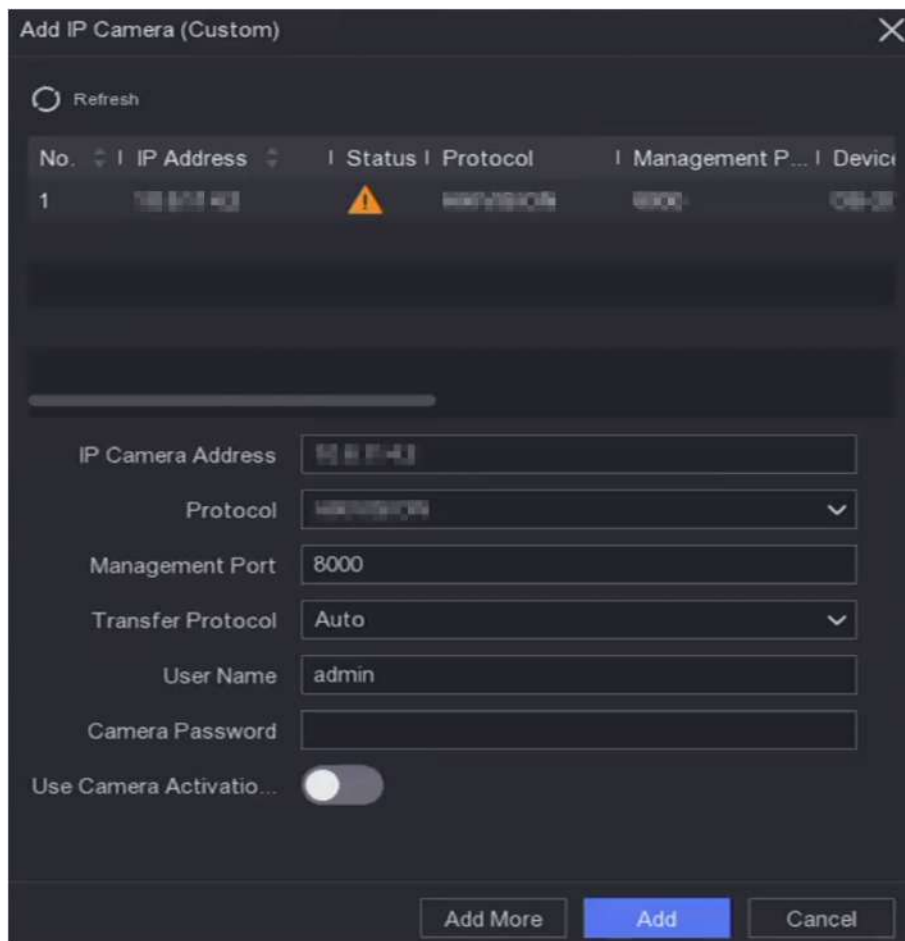 Add IP Camera (Custom)
Refresh
No. IP Address Status Protocol Management P... Device
1
IP Camera Address
Protocol
Management Port 8000
Transfer Protocol Auto
User Name admin
Camera Password
Use Camera Activatio...
Add More Add Cancel